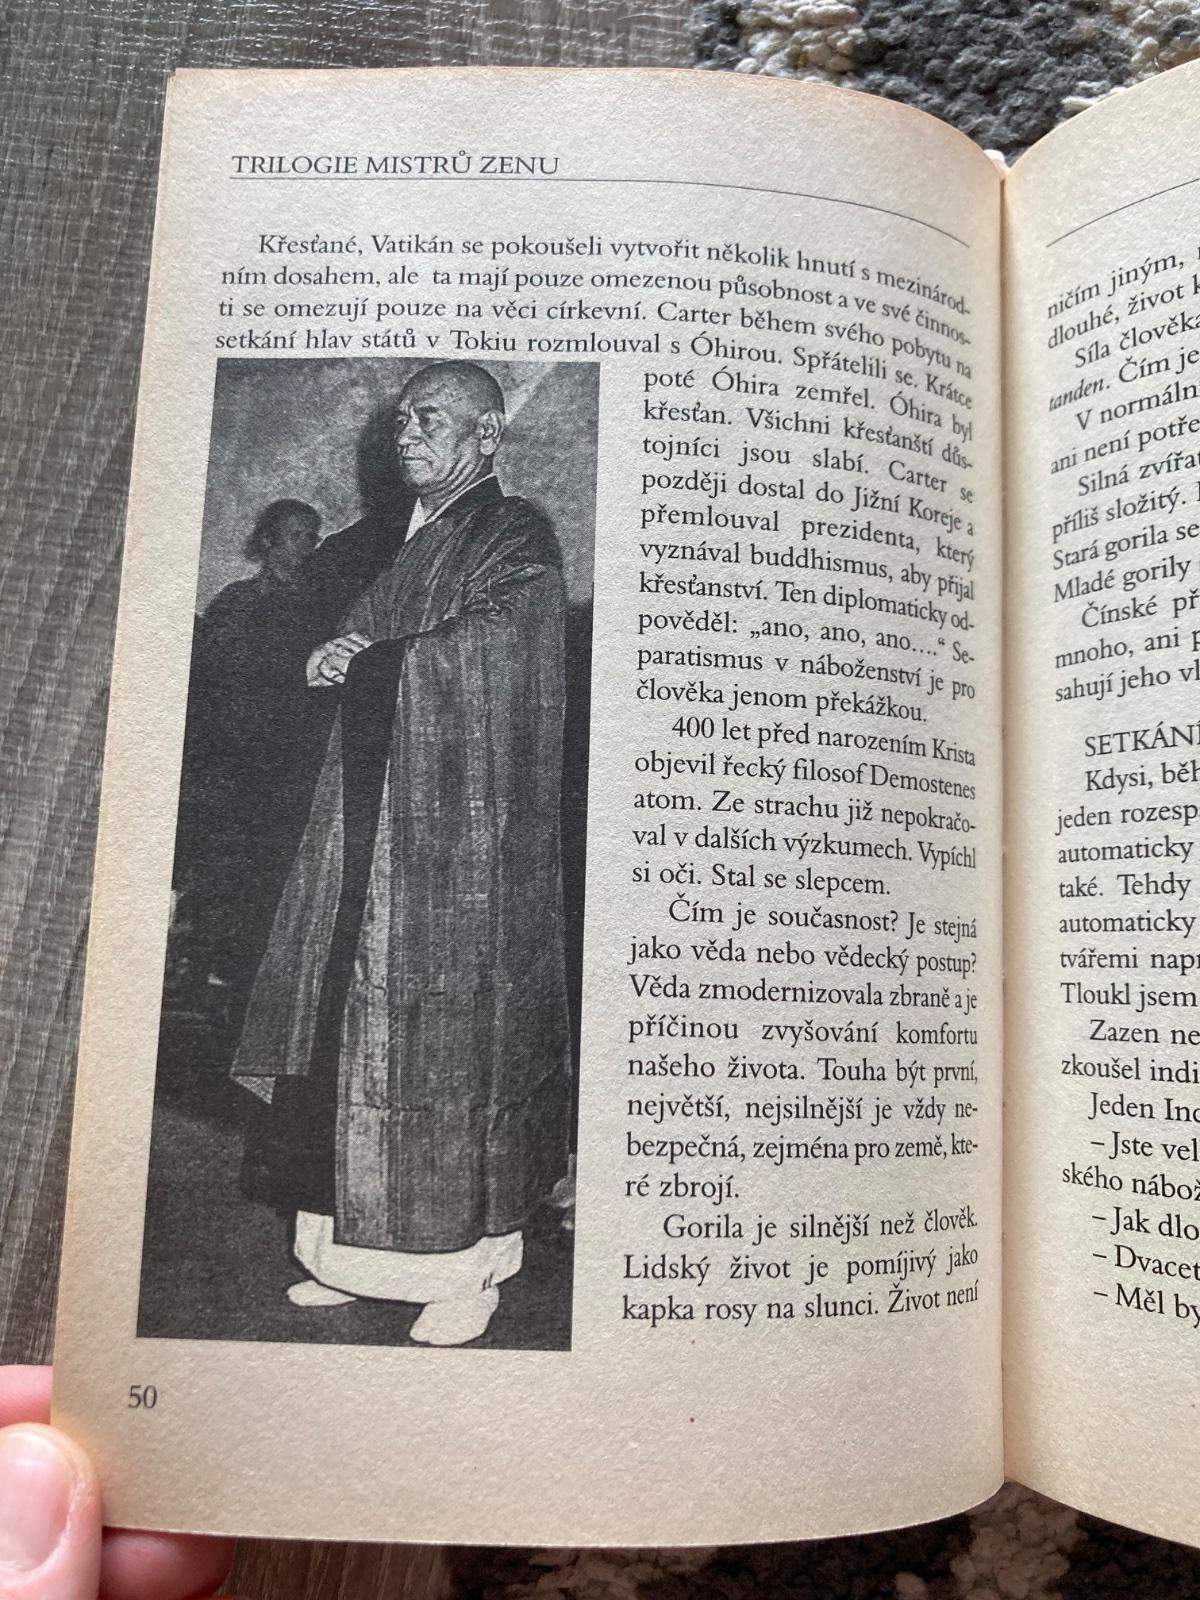 TRILOGIE MISTRŮ ZENU
Křesťané, Vatikán se pokoušeli vytvořit několik hnutí s mezinárod-
ním dosahem, ale ta mají pouze omezenou působnost a ve své činnos-
ti se omezují pouze na věci církevní. Carter během svého pobytu na
setkání hlav států v Tokiu rozmlouval s Óhirou. Spřátelili se. Krátce
poté Óhira zemřel. Óhira byl
křesťan. Všichni křesťanští důs-
tojníci jsou slabí. Carter se
později dostal do Jižní Koreje a
přemlouval prezidenta, který
vyznával buddhismus, aby přijal
křesťanství. Ten diplomaticky od-
pověděl: „ano, ano, ano...." Se-
paratismus v náboženství je pro
člověka jenom překážkou.
400 let před narozením Krista
objevil řecký filosof Demostenes
atom. Ze strachu již nepokračo-
val v dalších výzkumech. Vypíchl
si oči. Stal se slepcem.
Čím je současnost? Je stejná
jako věda nebo vědecký postup?
Věda zmodernizovala zbraně a je
příčinou zvyšování komfortu
našeho života. Touha být první,
největší, nejsilnější je vždy ne-
bezpečná, zejména pro země, kte-
ré zbrojí.
Gorila je silnější než člověk.
Lidský život je pomíjivý jako
kapka rosy na slunci. Život není
50
ničím jiným,
dlouhé, život
Síla člověka
tanden. Čím je
V normáln
ani není potře
Silná zvířat
příliš složitý.
Stará gorila se
Mladé gorily
Čínské př
mnoho, ani
sahují jeho vl
SETKÁNÍ
Kdysi, běh
jeden rozesp
automaticky
také. Tehdy
automaticky
tvářemi napr
Tloukl jsem
Zazen ne
zkoušel indi
Jeden Ind
– Jste vel
ského nábož
– Jak dlo
– Dvacet
– Měl by